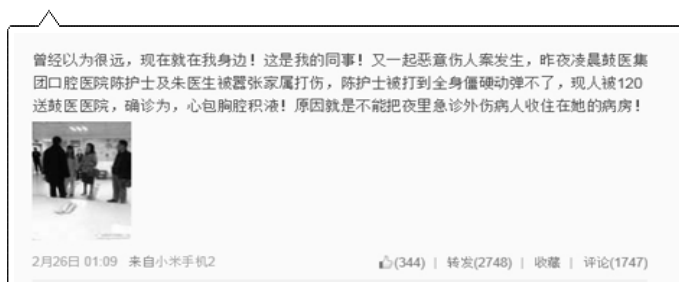 曾经以为很远，现在就在我身边！这是我的同事！又一起恶意伤人案发生，昨夜凌晨鼓医集
团口腔医院陈护士及朱医生被嚣张家属打伤，陈护士被打到全身僵硬动弹不了，现人被120
送鼓医医院，确诊为，心包胸腔积液！原因就是不能把夜里急诊外伤病人收住在她的病房！
2月26日 01:09 来自小米手机2 (344) | 转发(2748) | 收藏 | 评论(1747)